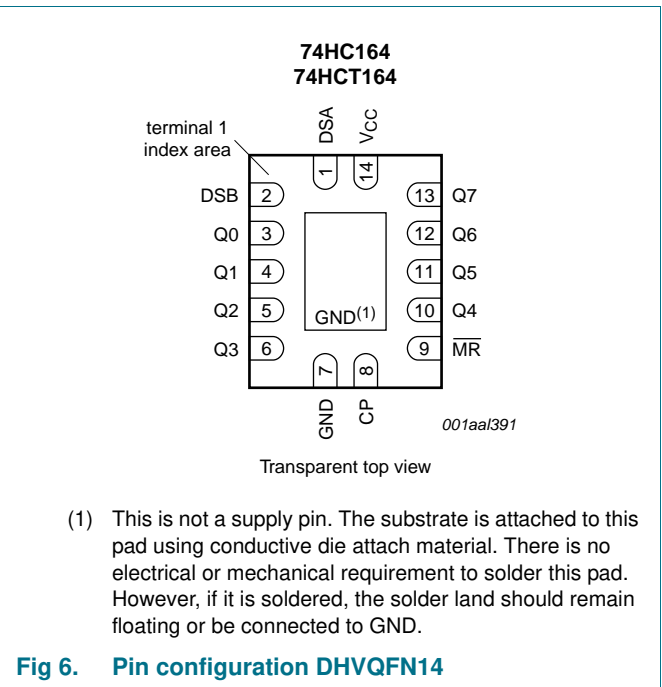 74HC164
74HCT164
terminal 1
index area
DSA
VCC
1
14
DSB 2
13 Q7
Q0 3
12 Q6
Q1 4
11 Q5
Q2 5
10 Q4
Q3 6
9 MR
GND(1)
7
8
GND
CP
001aal391
Transparent top view
(1) This is not a supply pin. The substrate is attached to this
pad using conductive die attach material. There is no
electrical or mechanical requirement to solder this pad.
However, if it is soldered, the solder land should remain
floating or be connected to GND.
Fig 6. Pin configuration DHVQFN14